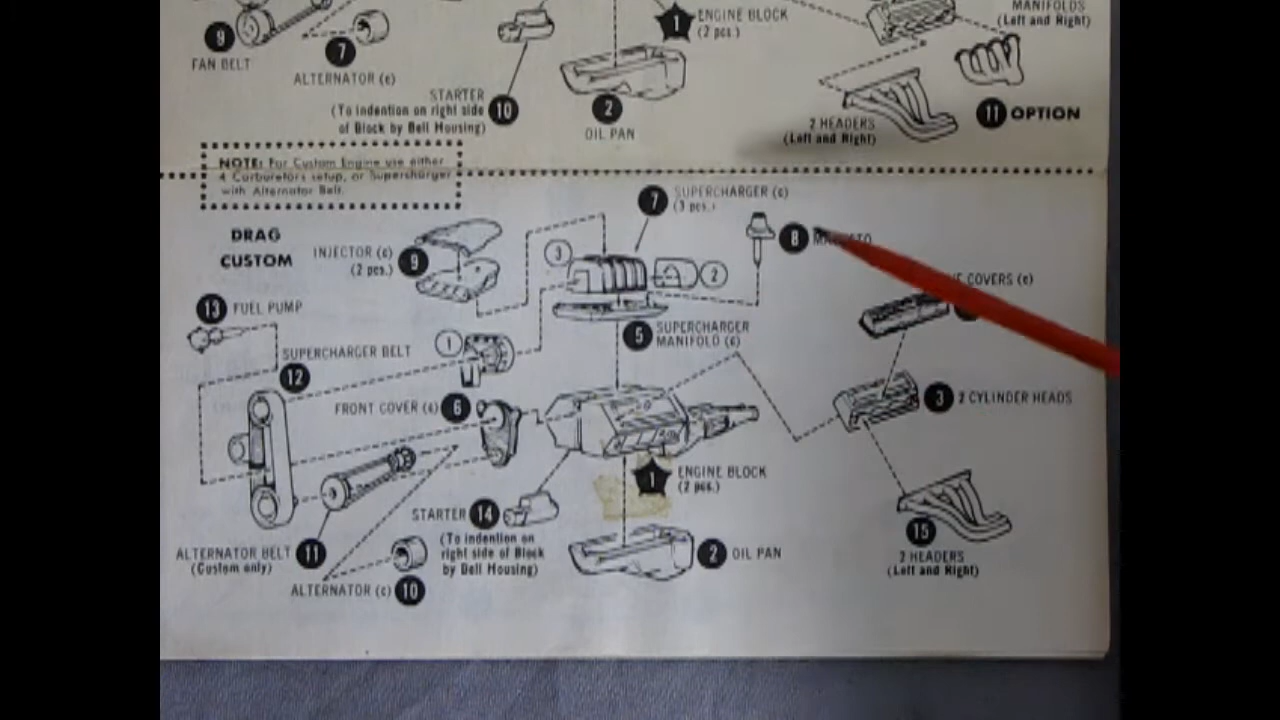 MANIFOLDS
(Left and Right)
1 ENGINE BLOCK
(2 pcs.)
9
FAN BELT
7
ALTERNATOR (c)
STARTER
(To indention on right side
of Block by Bell Housing)
10
2
OIL PAN
2 HEADERS
(Left and Right)
11 OPTION
NOTE: For Custom Engine use either
4 Carburetors setup, or Supercharger
with Alternator Belt.
DRAG
CUSTOM
INJECTOR (c)
(2 pcs.)
9
7 SUPERCHARGER (c)
(3 pcs.)
3
2
8
COVERS (c)
13 FUEL PUMP
5 SUPERCHARGER
MANIFOLD (c)
1
SUPERCHARGER BELT
12
FRONT COVER (c) 6
3 2 CYLINDER HEADS
1 ENGINE BLOCK
(2 pcs.)
STARTER 14
(To indention on
right side of Block
by Bell Housing)
2 OIL PAN
15
2 HEADERS
(Left and Right)
ALTERNATOR BELT 11
(Custom only)
ALTERNATOR (c) 10